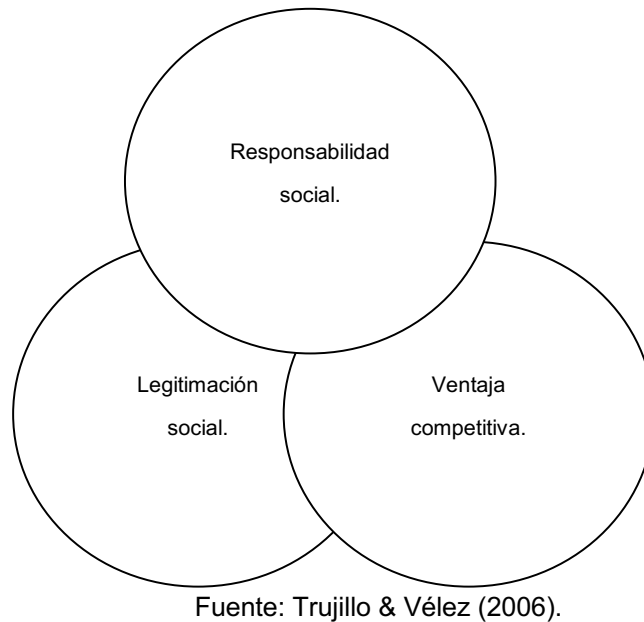 Responsabilidad
social.
Legitimación
social.
Ventaja
competitiva.
Fuente: Trujillo & Vélez (2006).